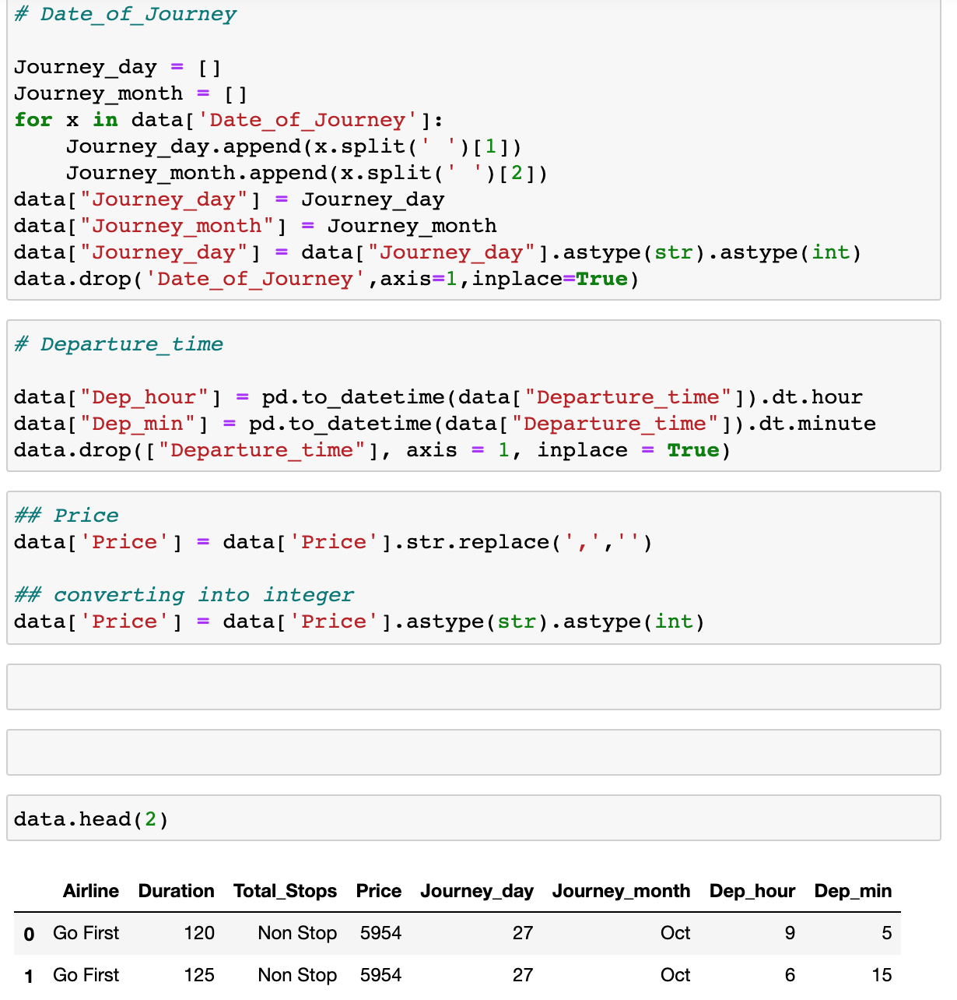 # Date_of_Journey
Journey_day = []
Journey_month = []
for x in data['Date_of_Journey']:
    Journey_day.append(x.split(' ')[1])
    Journey_month.append(x.split(' ')[2])
data["Journey_day"] = Journey_day
data["Journey_month"] = Journey_month
data["Journey_day"] = data["Journey_day"].astype(str).astype(int)
data.drop('Date_of_Journey',axis=1,inplace=True)
# Departure_time
data["Dep_hour"] = pd.to_datetime(data["Departure_time"]).dt.hour
data["Dep_min"] = pd.to_datetime(data["Departure_time"]).dt.minute
data.drop(["Departure_time"], axis = 1, inplace = True)
## Price
data['Price'] = data['Price'].str.replace(',','')
## converting into integer
data['Price'] = data['Price'].astype(str).astype(int)
data.head(2)
Airline Duration Total_Stops Price Journey_day Journey_month Dep_hour Dep_min
0 Go First 120 Non Stop 5954 27 Oct 9 5
1 Go First 125 Non Stop 5954 27 Oct 6 15